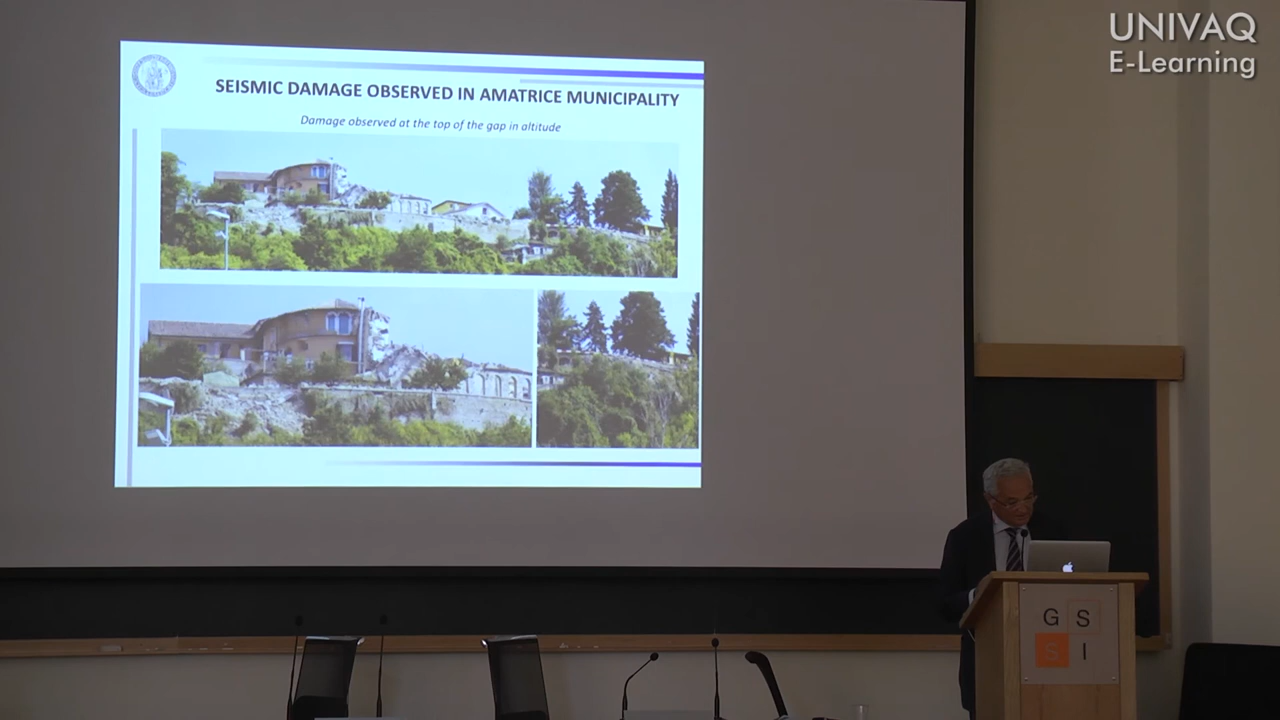 UNIVAQ
E-Learning
SEISMIC DAMAGE OBSERVED IN AMATRICE MUNICIPALITY
Damage observed at the top of the gap in altitude
G S
S I